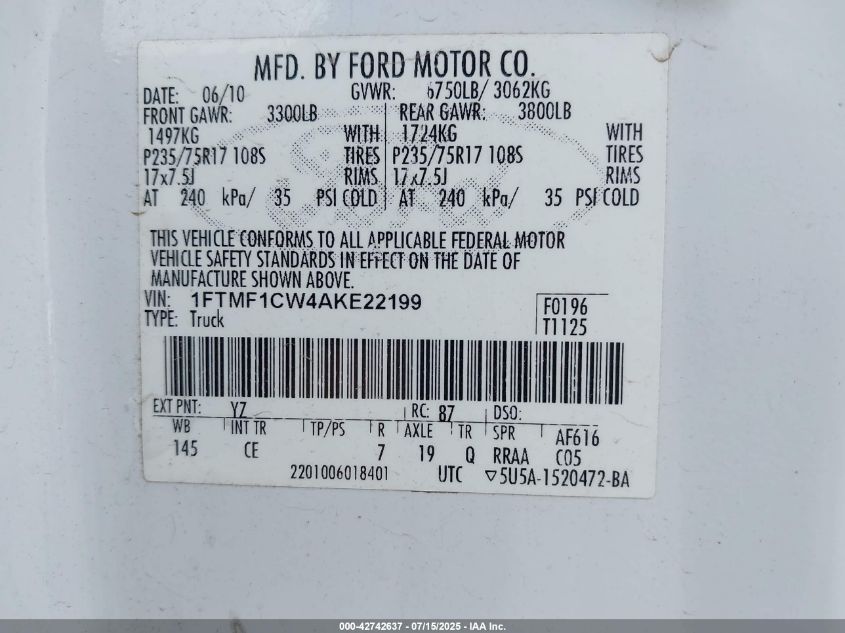 MFD. BY FORD MOTOR CO.
DATE: 06/10 GVWR: 6750LB/ 3062KG
FRONT GAWR: 3300LB REAR GAWR: 3800LB
1497KG WITH 1724KG WITH
P235/75R17 108S TIRES P235/75R17 108S TIRES
17x7.5J RIMS 17x7.5J RIMS
AT 240 kPa/ 35 PSI COLD AT 240 kPa/ 35 PSI COLD
THIS VEHICLE CONFORMS TO ALL APPLICABLE FEDERAL MOTOR
VEHICLE SAFETY STANDARDS IN EFFECT ON THE DATE OF
MANUFACTURE SHOWN ABOVE.
VIN: 1FTMF1CW4AKE22199 F0196
TYPE: Truck T1125
EXT PNT: YZ RC: 87 DSO:
WB INT TR TP/PS R AXLE TR SPR AF616
145 CE 7 19 Q RRAA C05
2201006018401 UTC ▽5U5A-1520472-BA
000-42742637 - 07/15/2025 - IAA Inc.